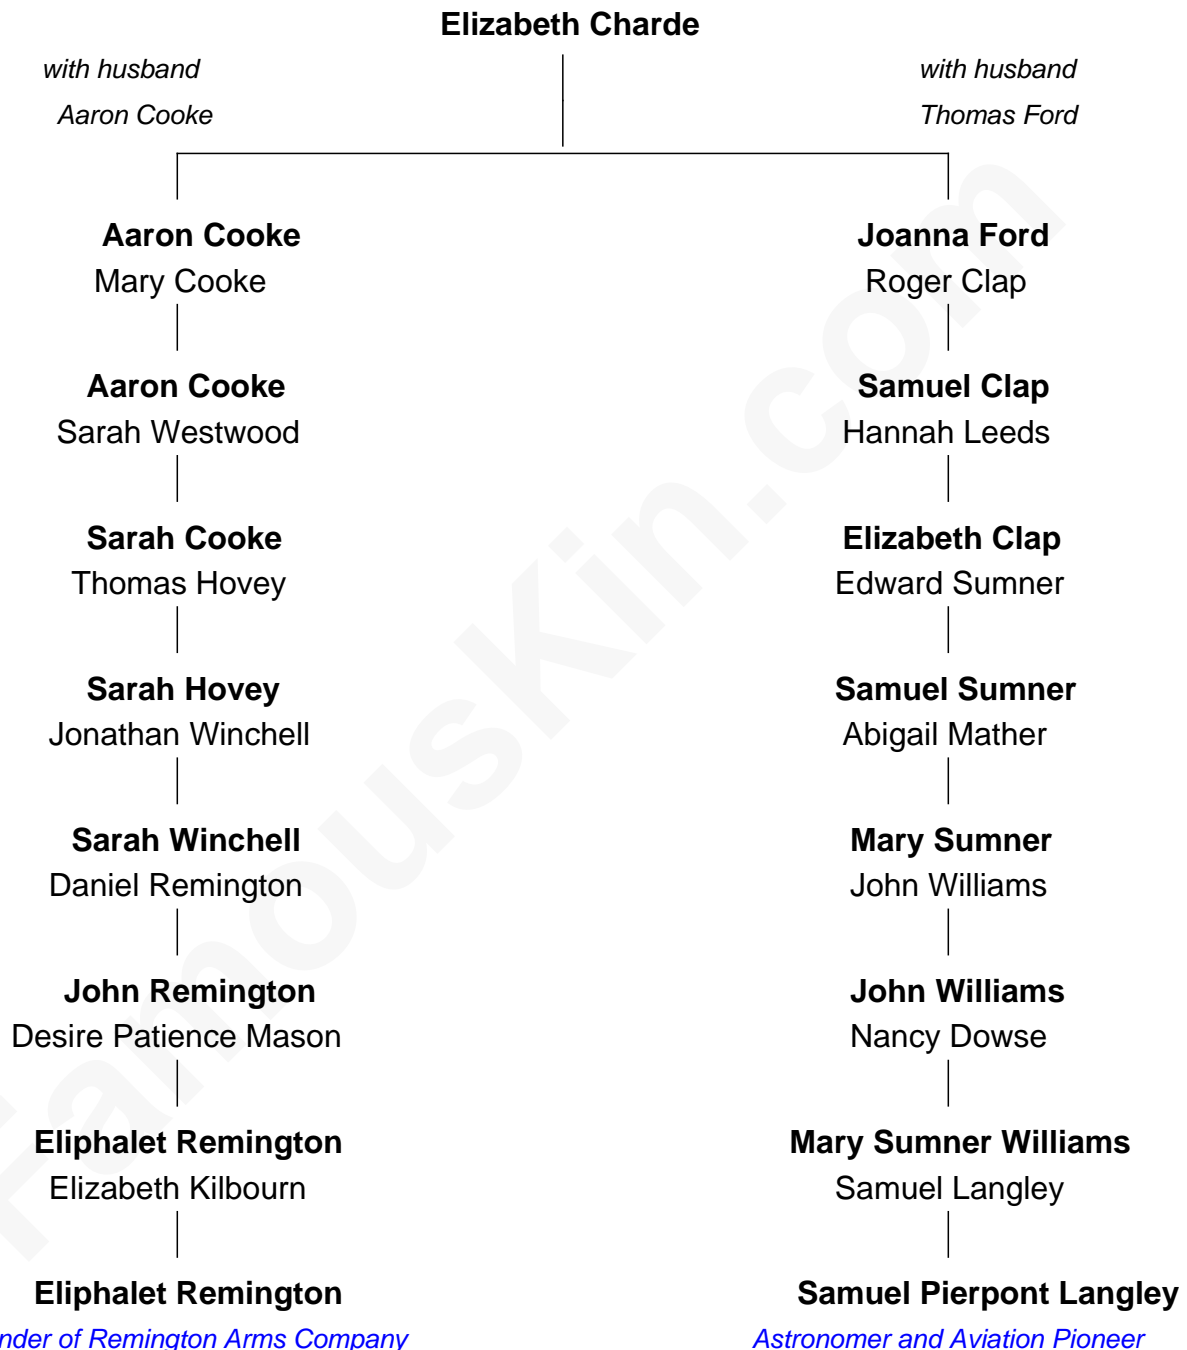 Elizabeth Charde
with husband
Aaron Cooke
with husband
Thomas Ford
Aaron Cooke
Mary Cooke
Joanna Ford
Roger Clap
Aaron Cooke
Sarah Westwood
Samuel Clap
Hannah Leeds
Sarah Cooke
Thomas Hovey
Elizabeth Clap
Edward Sumner
Sarah Hovey
Jonathan Winchell
Samuel Sumner
Abigail Mather
Sarah Winchell
Daniel Remington
Mary Sumner
John Williams
John Remington
Desire Patience Mason
John Williams
Nancy Dowse
Eliphalet Remington
Elizabeth Kilbourn
Mary Sumner Williams
Samuel Langley
Eliphalet Remington
nder of Remington Arms Company
Samuel Pierpont Langley
Astronomer and Aviation Pioneer
FamousKin.com